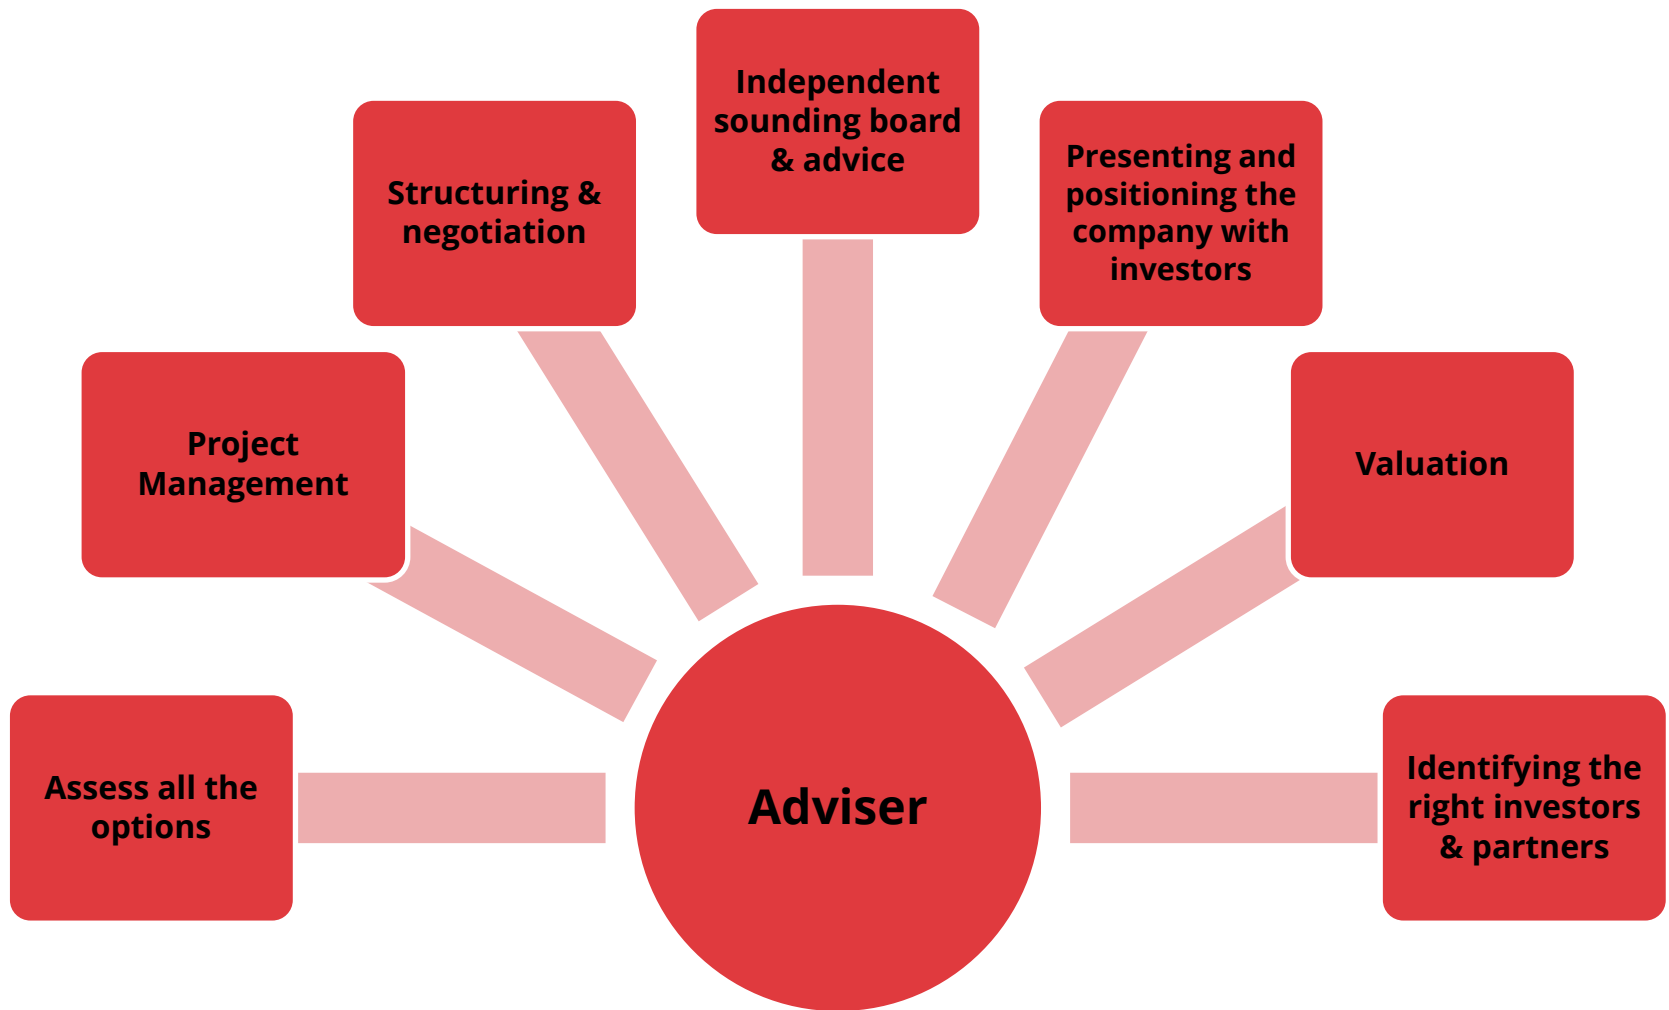 Independent
sounding board
& advice
Structuring &
negotiation
Presenting and
positioning the
company with
investors
Project
Management
Valuation
Assess all the
options
Adviser
Identifying the
right investors
& partners